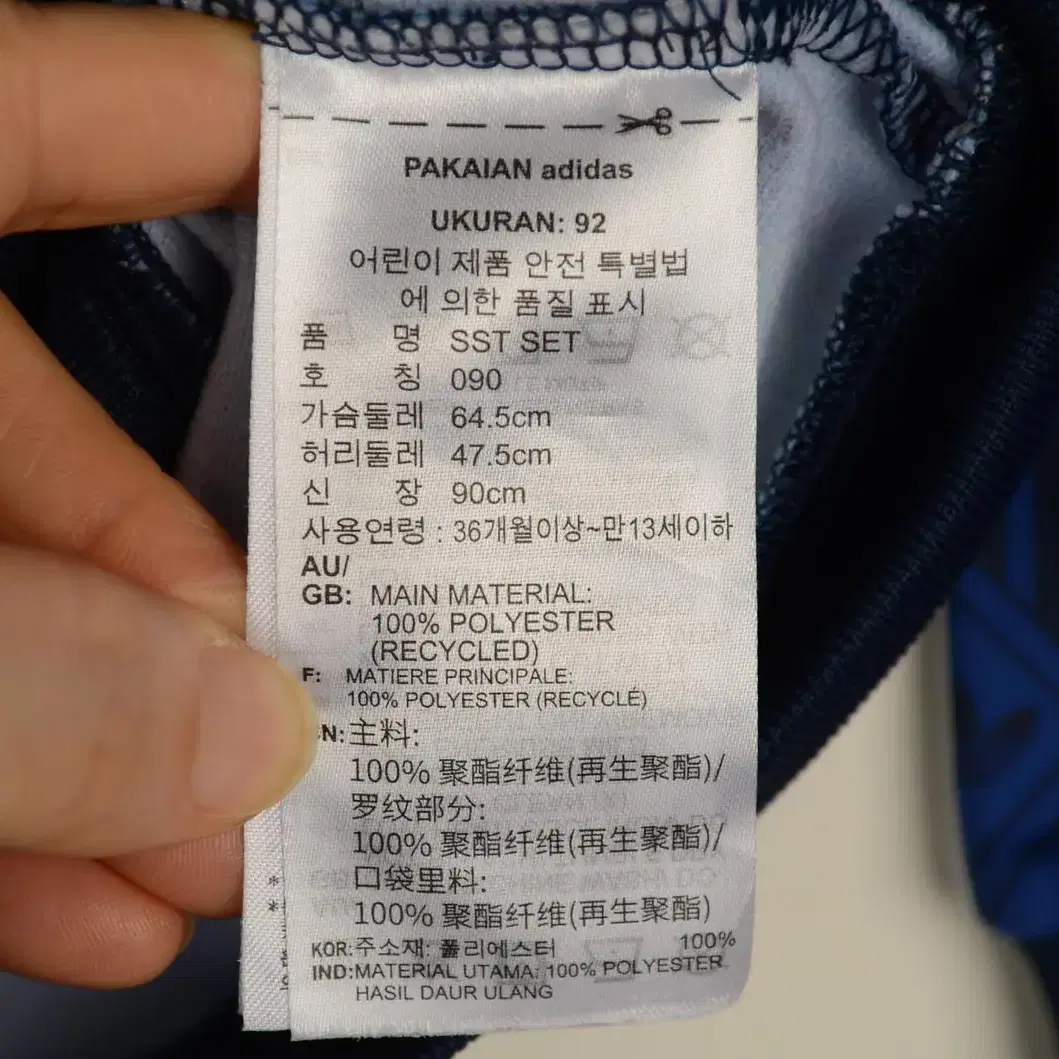 PAKAIAN adidas
UKURAN: 92
어린이 제품 안전 특별법
에 의한 품질 표시
품 명 SST SET
호 칭 090
가슴둘레 64.5cm
허리둘레 47.5cm
신 장 90cm
사용연령 : 36개월이상~만13세이하
AU/
GB: MAIN MATERIAL:
100% POLYESTER
(RECYCLED)
F: MATIERE PRINCIPALE:
100% POLYESTER (RECYCLÉ)
N: 主料:
100% 聚酯纤维(再生聚酯)/
罗纹部分:
100% 聚酯纤维(再生聚酯)/
口袋里料:
100% 聚酯纤维(再生聚酯)
KOR:주소재: 폴리에스터 100%
IND:MATERIAL UTAMA: 100% POLYESTER
HASIL DAUR ULANG